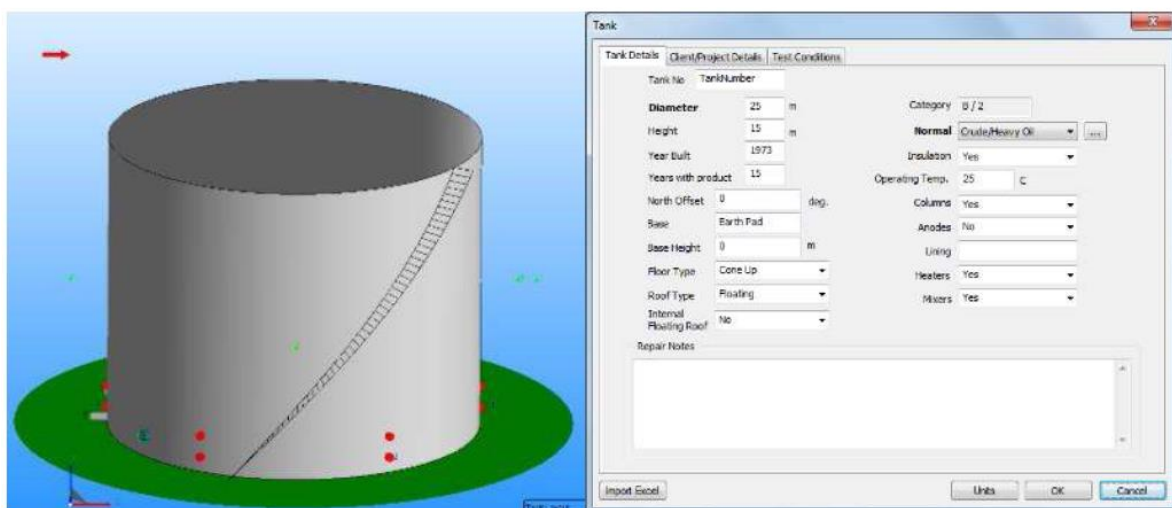 Tank
Tank Details Client/Project Details Test Conditions
Tank No TankNumber
Diameter 25 m Category B / 2
Height 15 m Normal Crude/Heavy Oil ...
Year Built 1973 Insulation Yes
Years with product 15 Operating Temp. 25 C
North Offset 0 deg. Columns Yes
Base Earth Pad Anodes No
Base Height 0 m Lining
Floor Type Cone Up Heaters Yes
Roof Type Floating Mixers Yes
Internal
Floating Roof No
Repair Notes
Import Excel Units OK Cancel